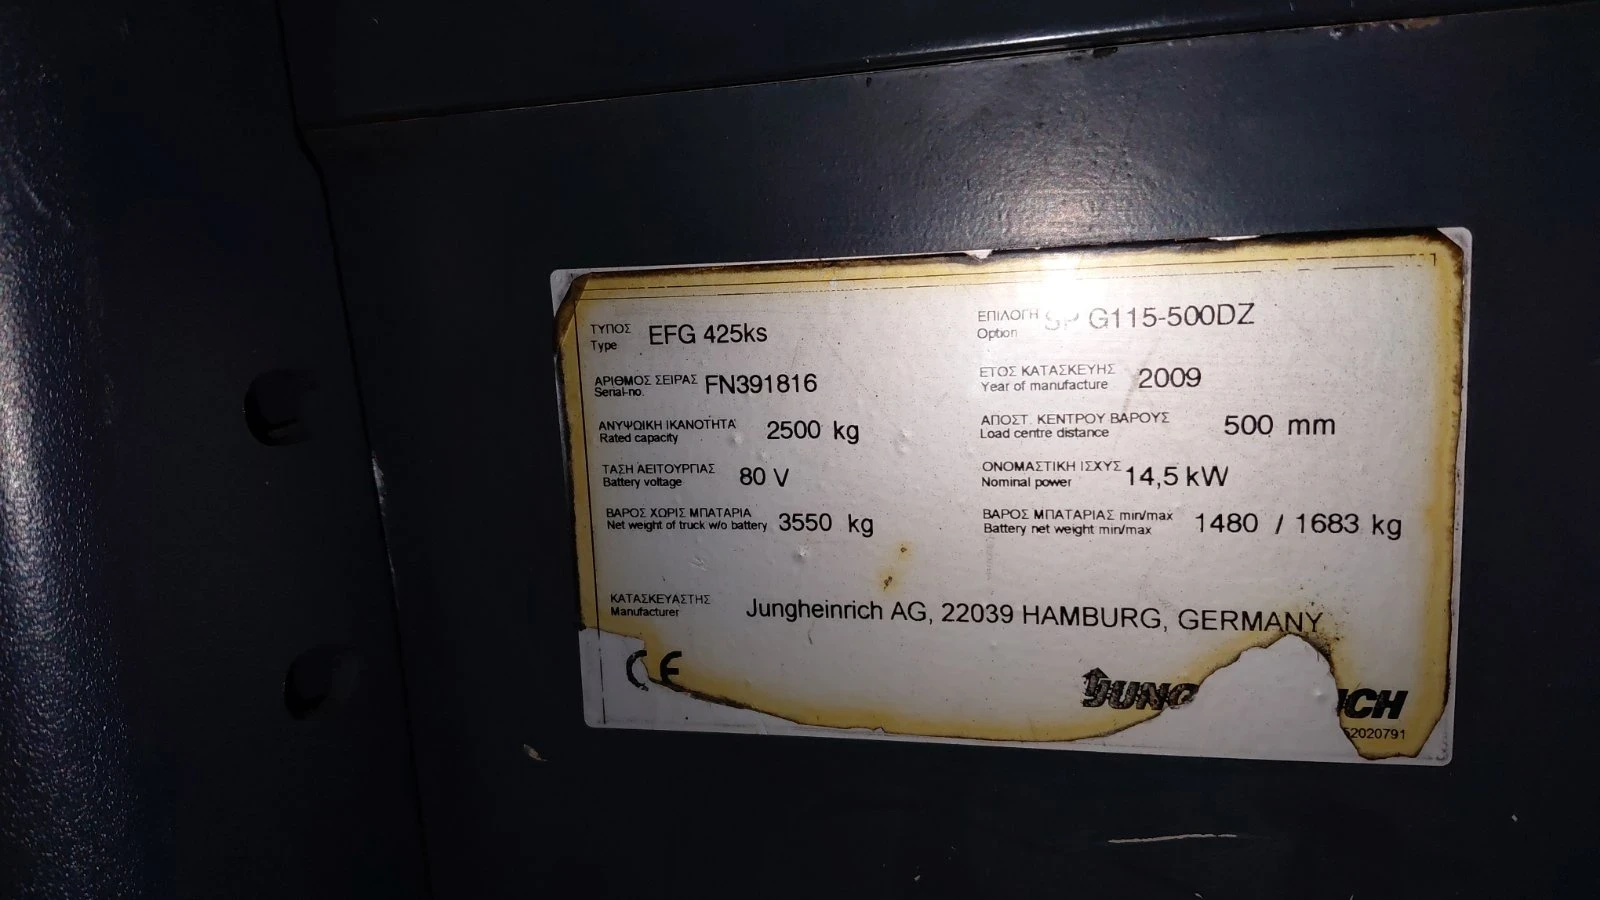 ΤΥΠΟΣ
Type
EFG 425ks
ΕΠΙΛΟΓΗ
Option
SP G115-500DZ
ΑΡΙΘΜΟΣ ΣΕΙΡΑΣ
Serial-no.
FN391816
ΕΤΟΣ ΚΑΤΑΣΚΕΥΗΣ
Year of manufacture
2009
ΑΝΥΨΩΙΚΗ ΙΚΑΝΟΤΗΤΑ
Rated capacity
2500 kg
ΑΠΟΣΤ. ΚΕΝΤΡΟΥ ΒΑΡΟΥΣ
Load centre distance
500 mm
ΤΑΣΗ ΛΕΙΤΟΥΡΓΙΑΣ
Battery voltage
80 V
ΟΝΟΜΑΣΤΙΚΗ ΙΣΧΥΣ
Nominal power
14,5 kW
ΒΑΡΟΣ ΧΩΡΙΣ ΜΠΑΤΑΡΙΑ
Net weight of truck w/o battery
3550 kg
ΒΑΡΟΣ ΜΠΑΤΑΡΙΑΣ min/max
Battery net weight min/max
1480 / 1683 kg
ΚΑΤΑΣΚΕΥΑΣΤΗΣ
Manufacturer
Jungheinrich AG, 22039 HAMBURG, GERMANY
CE